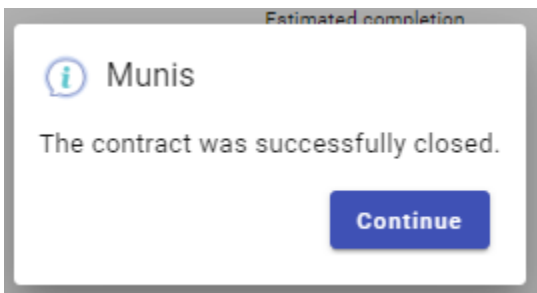 Estimated completion
Munis
The contract was successfully closed.
Continue